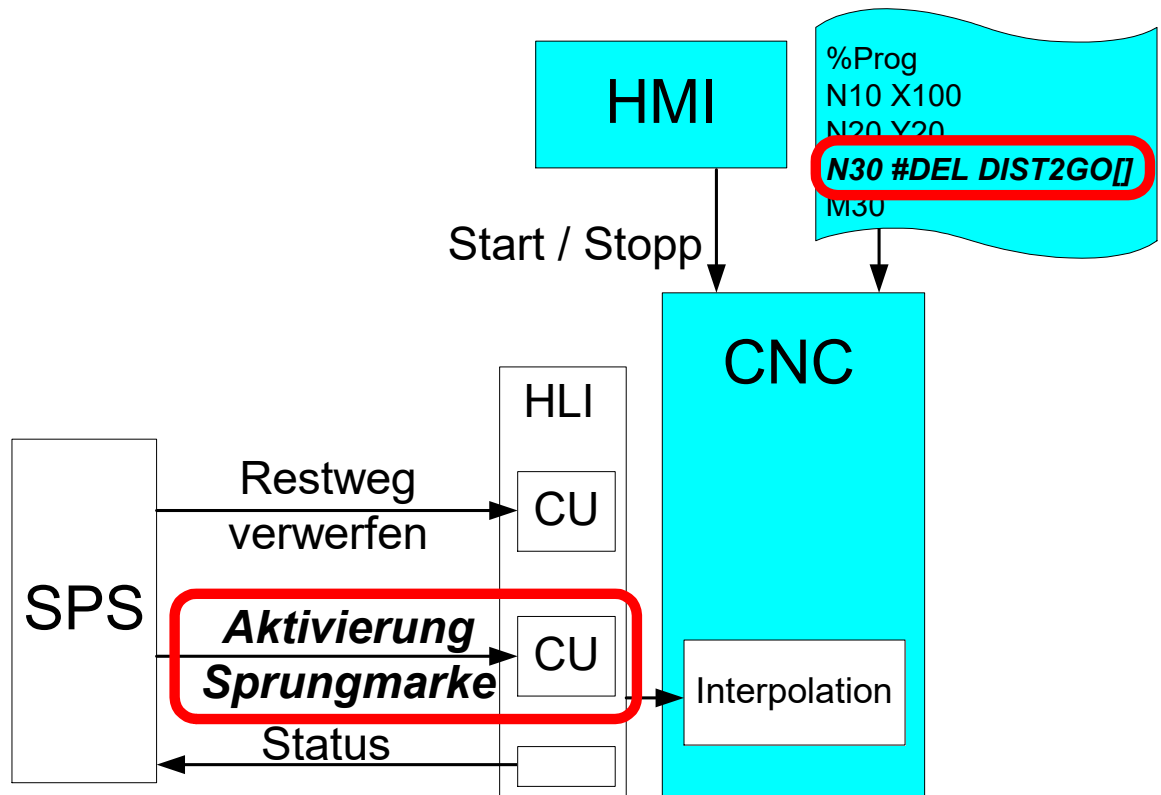 HMI
%Prog
N10 X100
N20 Y20
N30 #DEL DIST2GO[]
M30
Start / Stopp
CNC
HLI
Restweg
verwerfen
CU
SPS
Aktivierung
Sprungmarke
CU
Interpolation
Status